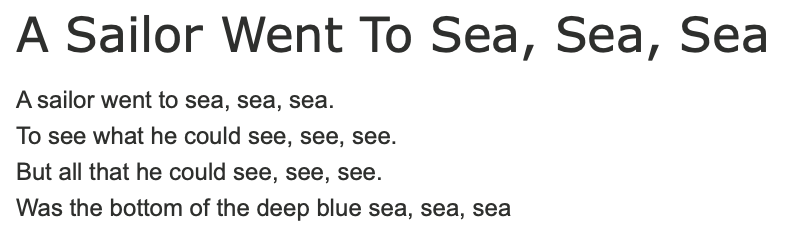 A Sailor Went To Sea, Sea, Sea
A sailor went to sea, sea, sea.
To see what he could see, see, see.
But all that he could see, see, see.
Was the bottom of the deep blue sea, sea, sea